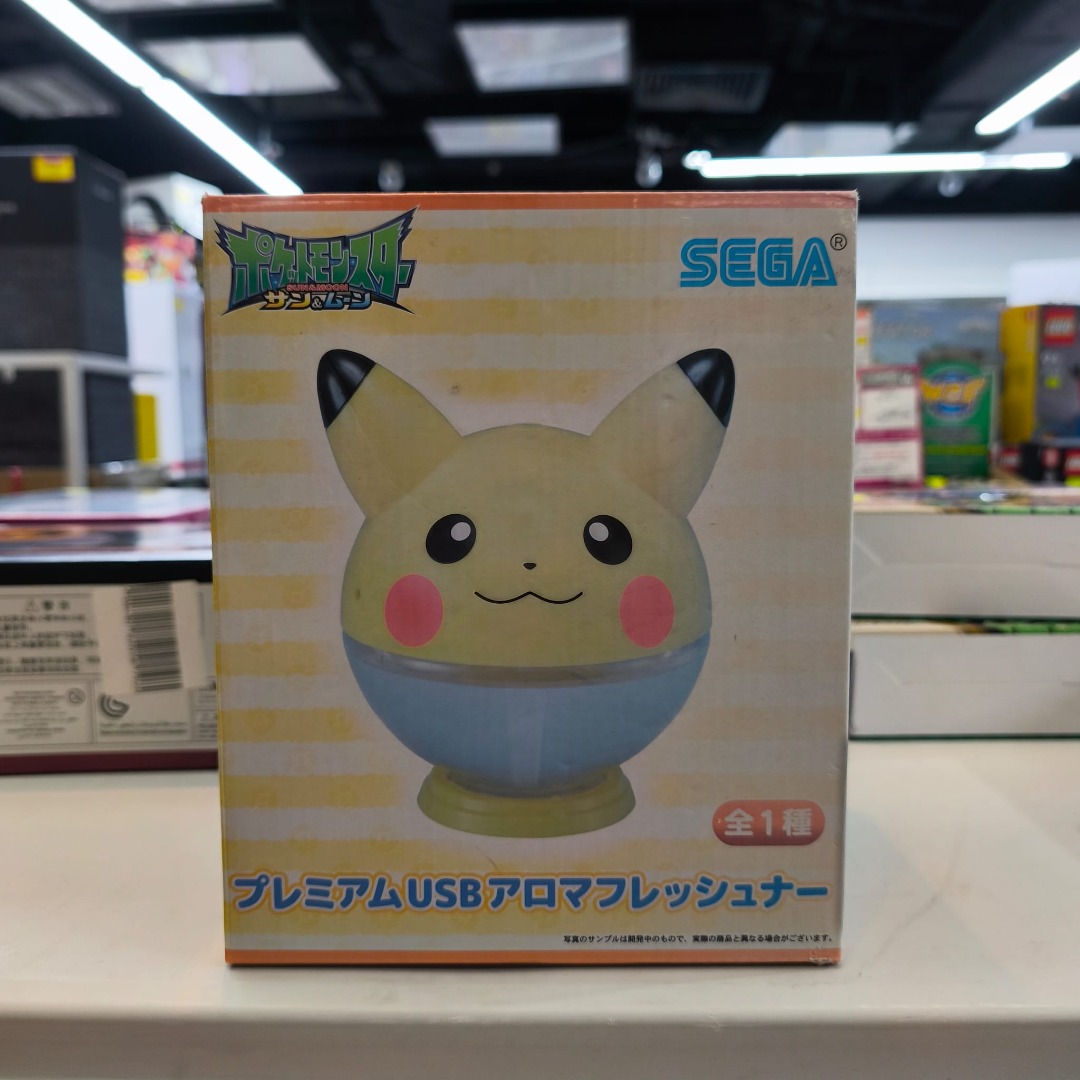 ポケットモンスター
SUN&MOON
サン&ムーン
SEGA®
全1種
プレミアムUSBアロマフレッシュナー
写真のサンプルは開発中のもので、実際の商品と異なる場合がございます。
LEGO